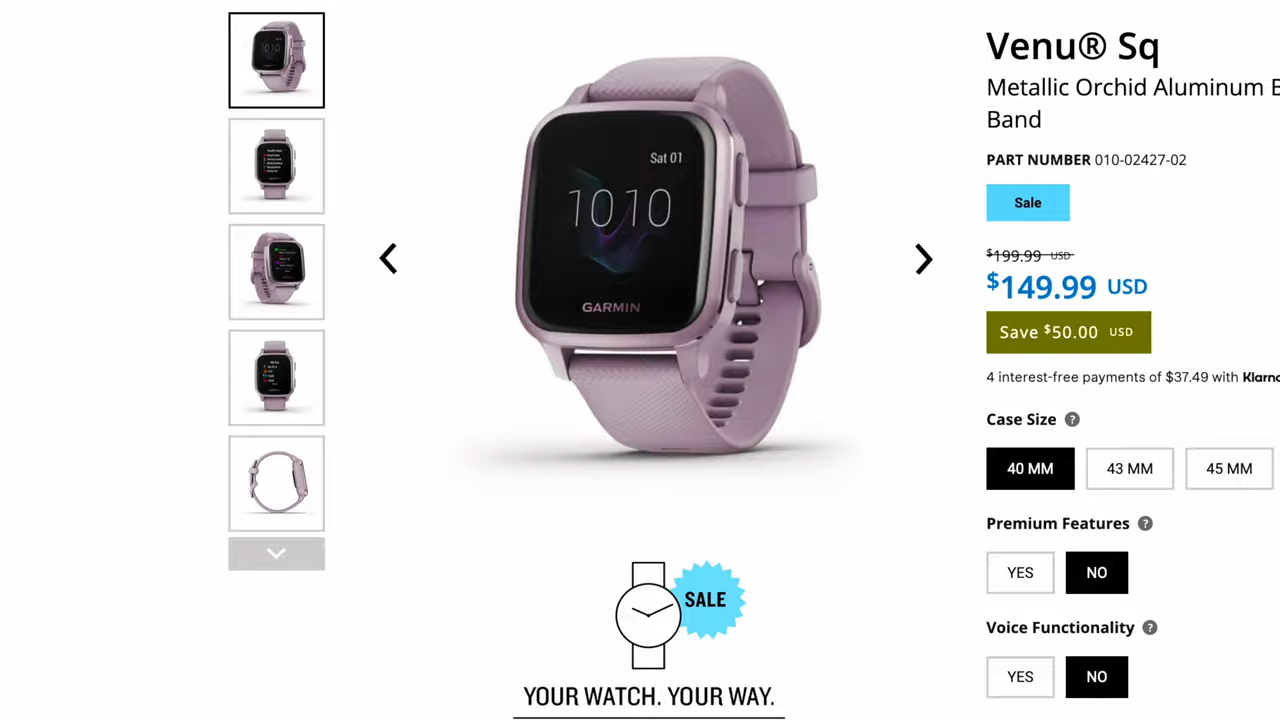 Venu® Sq
Metallic Orchid Aluminum
Band
PART NUMBER 010-02427-02
Sale
$199.99 USD
$149.99 USD
Save $50.00 USD
4 interest-free payments of $37.49 with Klarna
Case Size ?
40 MM 43 MM 45 MM
Premium Features ?
YES NO
Voice Functionality ?
YES NO
Sat 01
10 10
GARMIN
SALE
YOUR WATCH. YOUR WAY.